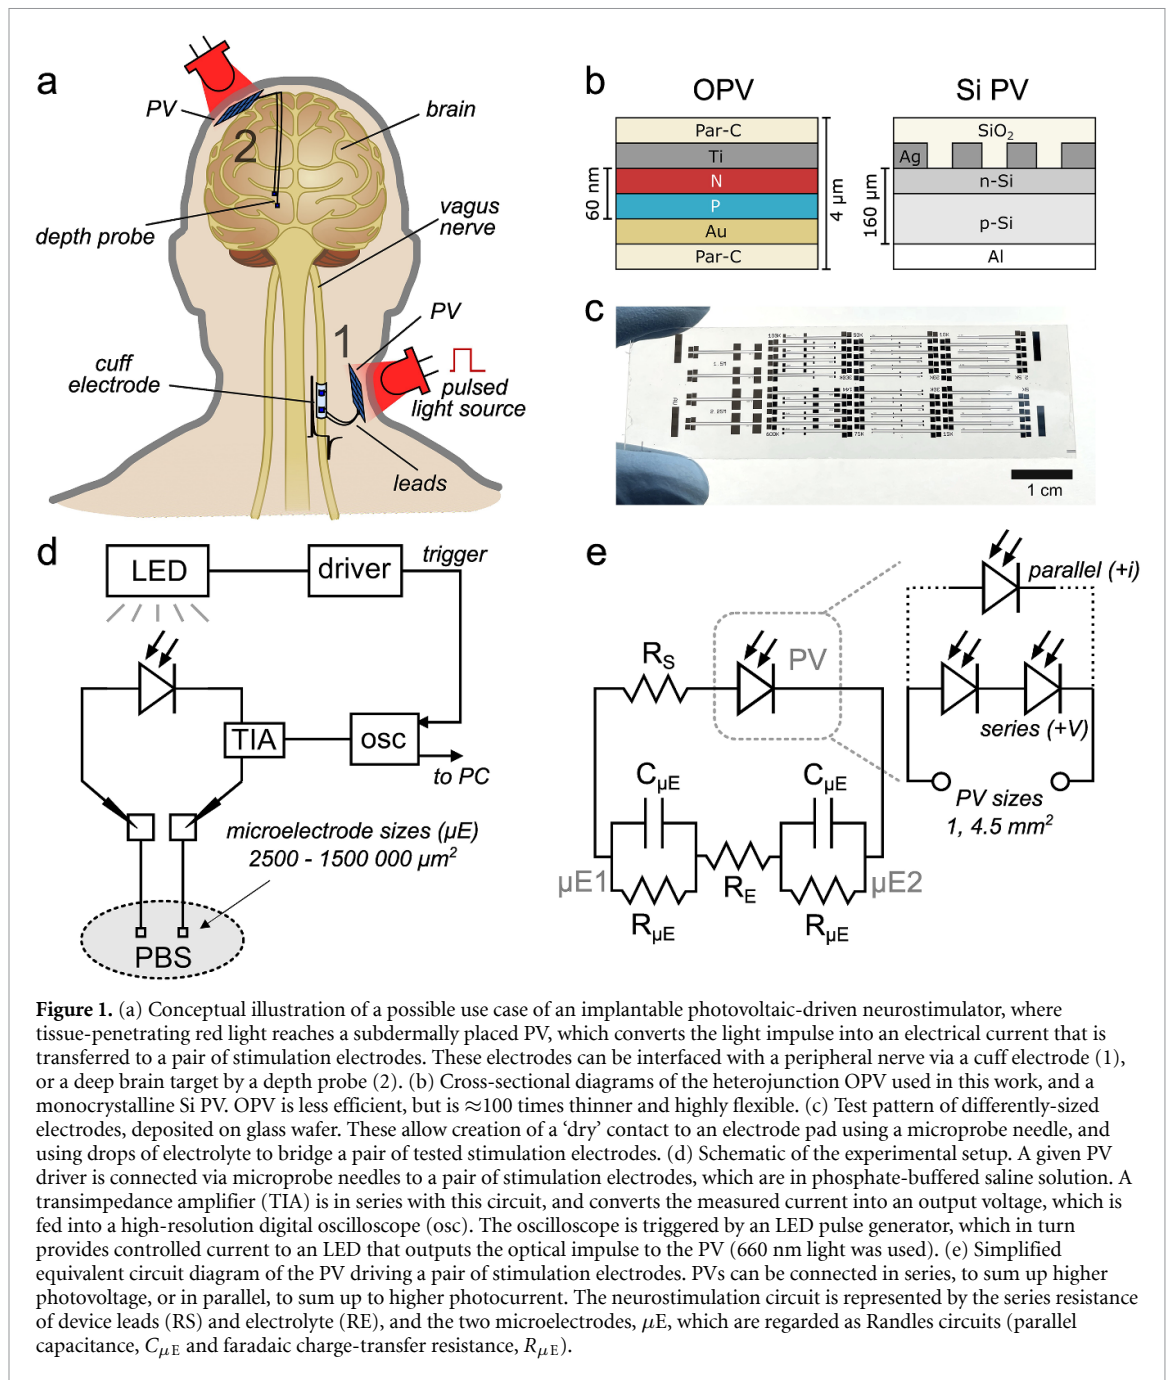 a
PV
2
brain
depth probe
vagus
nerve
PV
1
cuff
electrode
pulsed
light source
leads
b
OPV
Si PV
Par-C
Ti
N
P
Au
Par-C
60 nm
4 µm
SiO2
Ag
n-Si
p-Si
Al
160 µm
c
1 cm
d
LED
driver
trigger
TIA
osc
to PC
microelectrode sizes (µE)
2500 - 1500 000 µm²
PBS
e
parallel (+i)
PV
RS
series (+V)
CµE
CµE
PV sizes
1, 4.5 mm²
µE1
RE
µE2
RµE
RµE
Figure 1. (a) Conceptual illustration of a possible use case of an implantable photovoltaic-driven neurostimulator, where
tissue-penetrating red light reaches a subdermally placed PV, which converts the light impulse into an electrical current that is
transferred to a pair of stimulation electrodes. These electrodes can be interfaced with a peripheral nerve via a cuff electrode (1),
or a deep brain target by a depth probe (2). (b) Cross-sectional diagrams of the heterojunction OPV used in this work, and a
monocrystalline Si PV. OPV is less efficient, but is ≈100 times thinner and highly flexible. (c) Test pattern of differently-sized
electrodes, deposited on glass wafer. These allow creation of a ‘dry’ contact to an electrode pad using a microprobe needle, and
using drops of electrolyte to bridge a pair of tested stimulation electrodes. (d) Schematic of the experimental setup. A given PV
driver is connected via microprobe needles to a pair of stimulation electrodes, which are in phosphate-buffered saline solution. A
transimpedance amplifier (TIA) is in series with this circuit, and converts the measured current into an output voltage, which is
fed into a high-resolution digital oscilloscope (osc). The oscilloscope is triggered by an LED pulse generator, which in turn
provides controlled current to an LED that outputs the optical impulse to the PV (660 nm light was used). (e) Simplified
equivalent circuit diagram of the PV driving a pair of stimulation electrodes. PVs can be connected in series, to sum up higher
photovoltage, or in parallel, to sum up to higher photocurrent. The neurostimulation circuit is represented by the series resistance
of device leads (RS) and electrolyte (RE), and the two microelectrodes, µE, which are regarded as Randles circuits (parallel
capacitance, CµE and faradaic charge-transfer resistance, RµE).